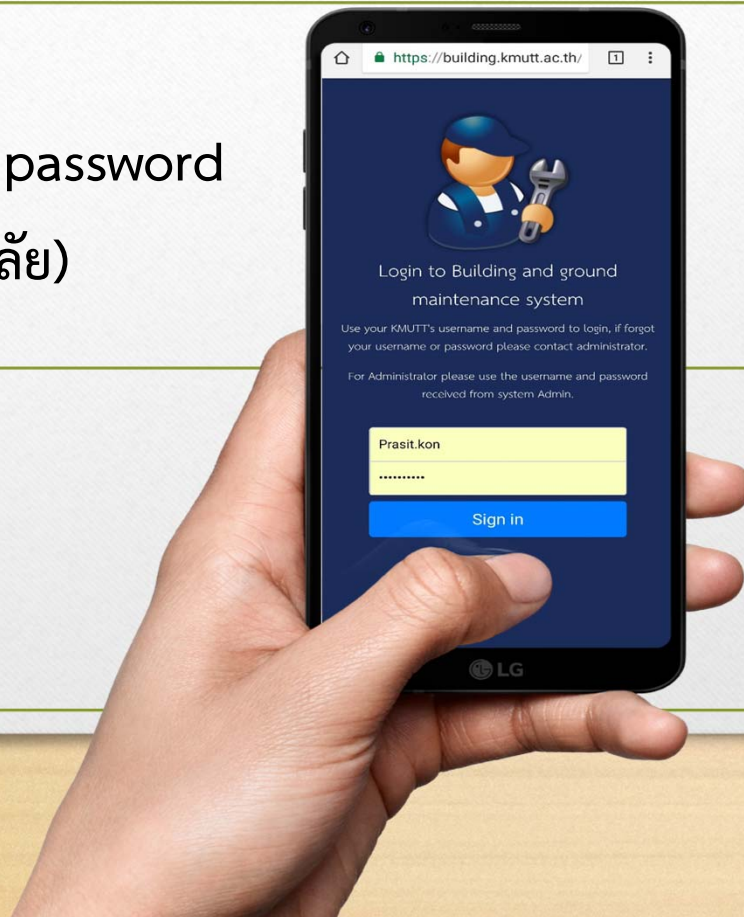 password
ลัย)
https://building.kmutt.ac.th/
1
Login to Building and ground
maintenance system
Use your KMUTT's username and password to login, if forgot
your username or password please contact administrator.
For Administrator please use the username and password
received from system Admin.
Prasit.kon
••••••••••
Sign in
LG